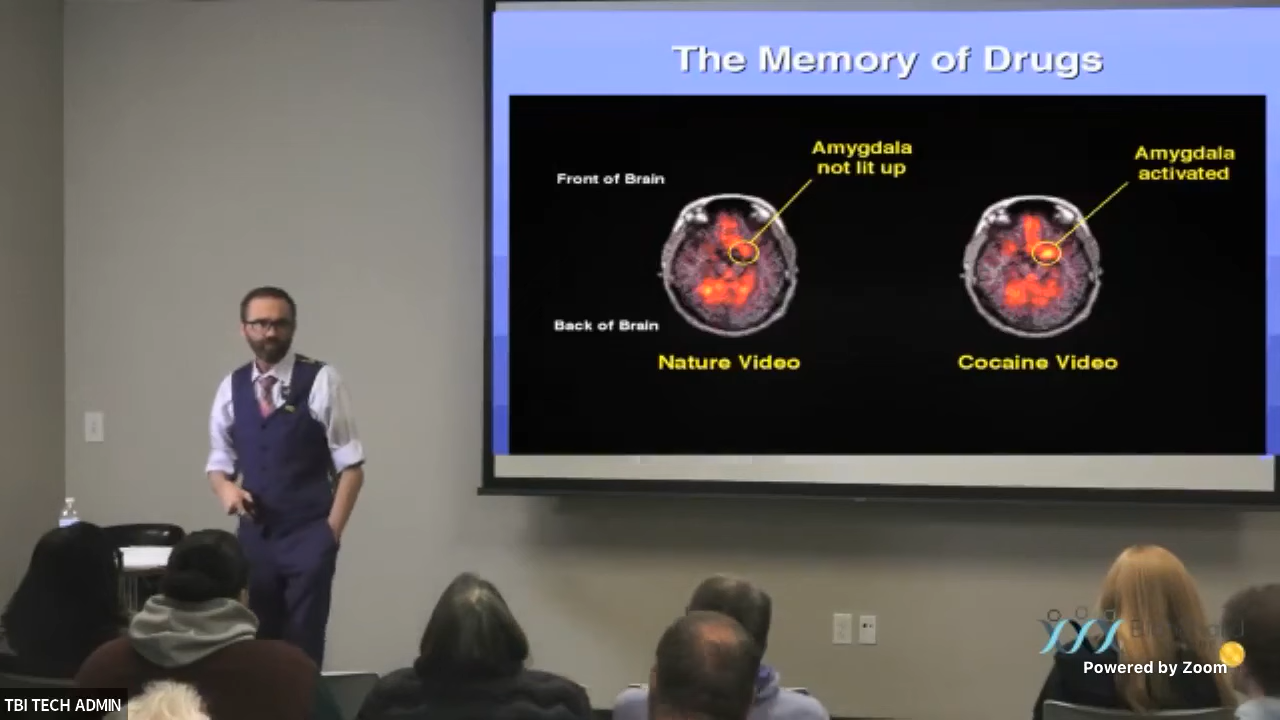 The Memory of Drugs
Amygdala
not lit up
Amygdala
activated
Front of Brain
Back of Brain
Nature Video
Cocaine Video
Powered by Zoom
TBI TECH ADMIN